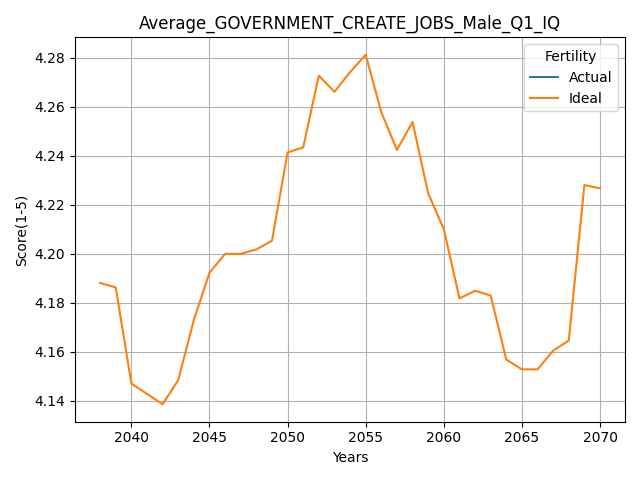 Average_GOVERNMENT_CREATE_JOBS_Male_Q1_IQ
Fertility
Actual
Ideal
Score(1-5)
4.28
4.26
4.24
4.22
4.20
4.18
4.16
4.14
2040 2045 2050 2055 2060 2065 2070
Years